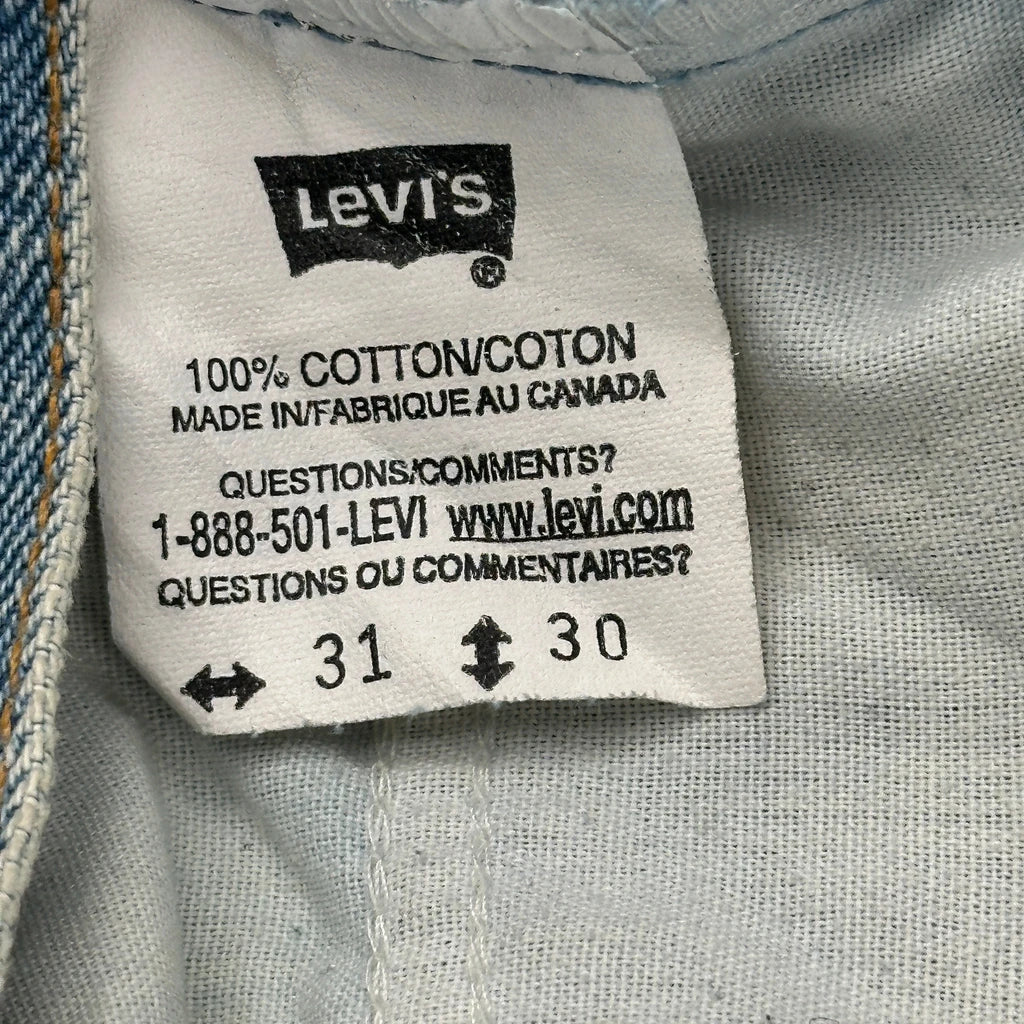 Levi's
®
100% COTTON/COTON
MADE IN/FABRIQUE AU CANADA
QUESTIONS/COMMENTS?
1-888-501-LEVI www.levi.com
QUESTIONS OU COMMENTAIRES?
↔ 31 ↕ 30